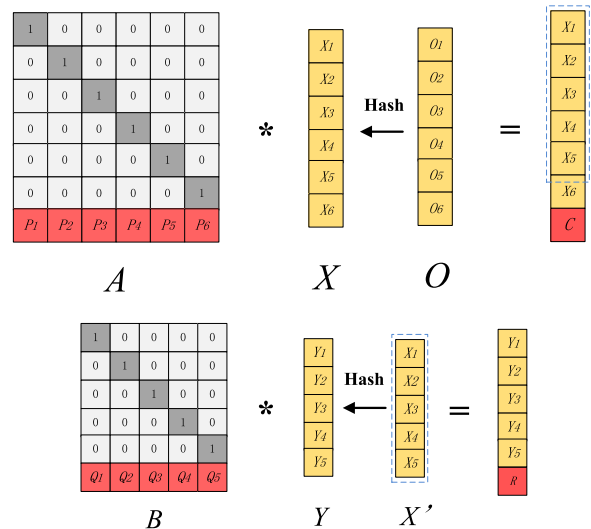 1 0 0 0 0 0
0 1 0 0 0 0
0 0 1 0 0 0
0 0 0 1 0 0
0 0 0 0 1 0
0 0 0 0 0 1
P1 P2 P3 P4 P5 P6
A
*
X1
X2
X3
X4
X5
X6
X
Hash
O1
O2
O3
O4
O5
O6
O
=
X1
X2
X3
X4
X5
X6
C
1 0 0 0 0
0 1 0 0 0
0 0 1 0 0
0 0 0 1 0
0 0 0 0 1
Q1 Q2 Q3 Q4 Q5
B
*
Y1
Y2
Y3
Y4
Y5
Y
Hash
X1
X2
X3
X4
X5
X’
=
Y1
Y2
Y3
Y4
Y5
R